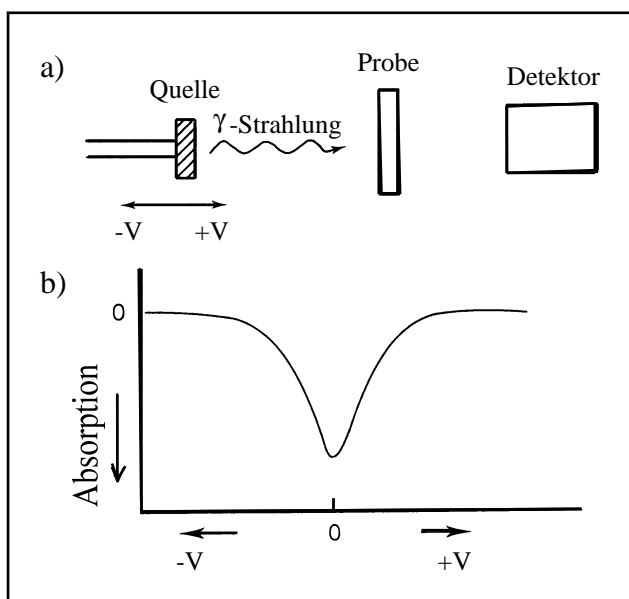 a)
Quelle
γ-Strahlung
Probe
Detektor
-V +V
b)
0
Absorption
0
-V +V